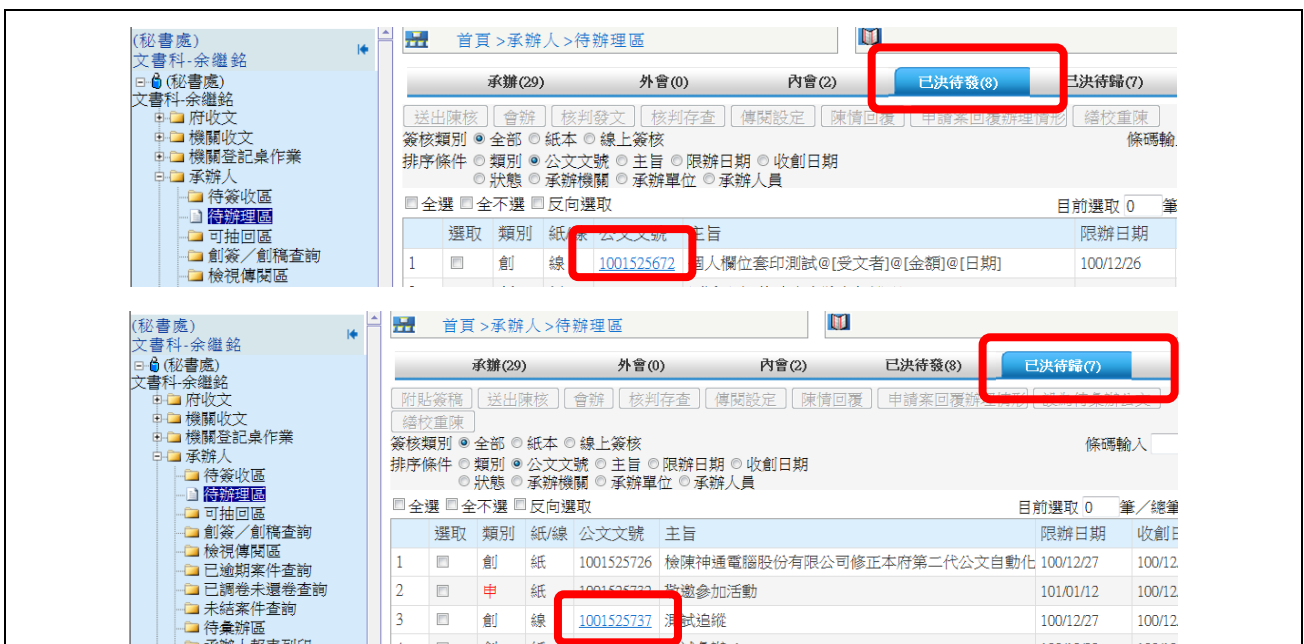 (秘書處)
文書科-余繼銘
(秘書處)
文書科-余繼銘
府收文
機關收文
機關登記桌作業
承辦人
待簽收區
待辦理區
可抽回區
創簽／創稿查詢
檢視傳閱區
首頁>承辦人>待辦理區
承辦(29) 外會(0) 內會(2) 已決待發(8) 已決待歸(7)
送出陳核 會辦 核判發文 核判存查 傳閱設定 陳情回覆 申請案回覆辦理情形 繕校重陳
簽核類別 全部 紙本 線上簽核 條碼輸
排序條件 類別 公文文號 主旨 限辦日期 收創日期
狀態 承辦機關 承辦單位 承辦人員
全選 全不選 反向選取 目前選取 0 筆
選取 類別 紙/線 公文文號 主旨 限辦日期
1 創 線 1001525672 個人欄位套印測試@[受文者]@[金額]@[日期] 100/12/26
(秘書處)
文書科-余繼銘
(秘書處)
文書科-余繼銘
府收文
機關收文
機關登記桌作業
承辦人
待簽收區
待辦理區
可抽回區
創簽／創稿查詢
檢視傳閱區
已逾期案件查詢
已調卷未還卷查詢
未結案件查詢
待彙辦區
首頁>承辦人>待辦理區
承辦(29) 外會(0) 內會(2) 已決待發(8) 已決待歸(7)
附貼簽稿 送出陳核 會辦 核判存查 傳閱設定 陳情回覆 申請案回覆辦理情形
繕校重陳
簽核類別 全部 紙本 線上簽核 條碼輸入
排序條件 類別 公文文號 主旨 限辦日期 收創日期
狀態 承辦機關 承辦單位 承辦人員
全選 全不選 反向選取 目前選取 0 筆／總筆
選取 類別 紙/線 公文文號 主旨 限辦日期 收創日
1 創 紙 1001525726 檢陳神通電腦股份有限公司修正本府第二代公文自動化 100/12/27 100/12
2 申 紙 敬邀參加活動 101/01/12 100/12
3 創 線 1001525737 測試追縱 100/12/27 100/12